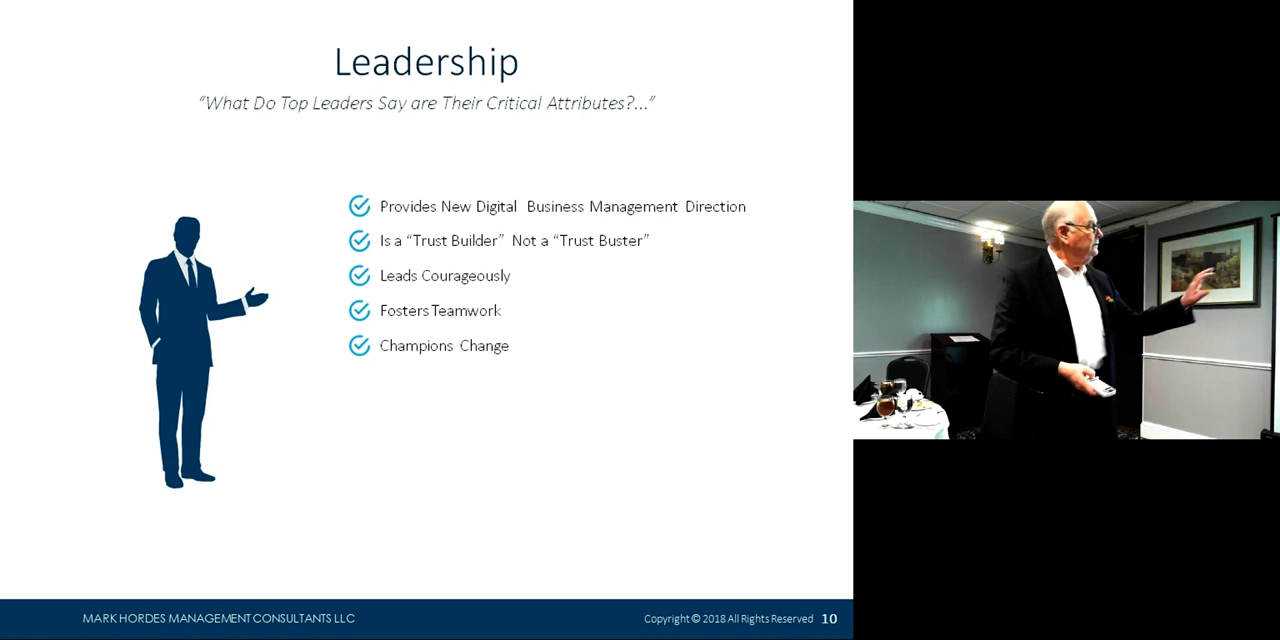 Leadership
“What Do Top Leaders Say are Their Critical Attributes?...”
Provides New Digital Business Management Direction
Is a “Trust Builder” Not a “Trust Buster”
Leads Courageously
Fosters Teamwork
Champions Change
MARK HORDES MANAGEMENT CONSULTANTS LLC
Copyright © 2018 All Rights Reserved 10